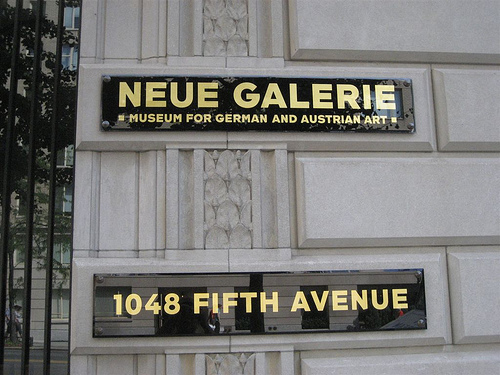 NEUE GALERIE
▪ MUSEUM FOR GERMAN AND AUSTRIAN ART ▪
1048 FIFTH AVENUE